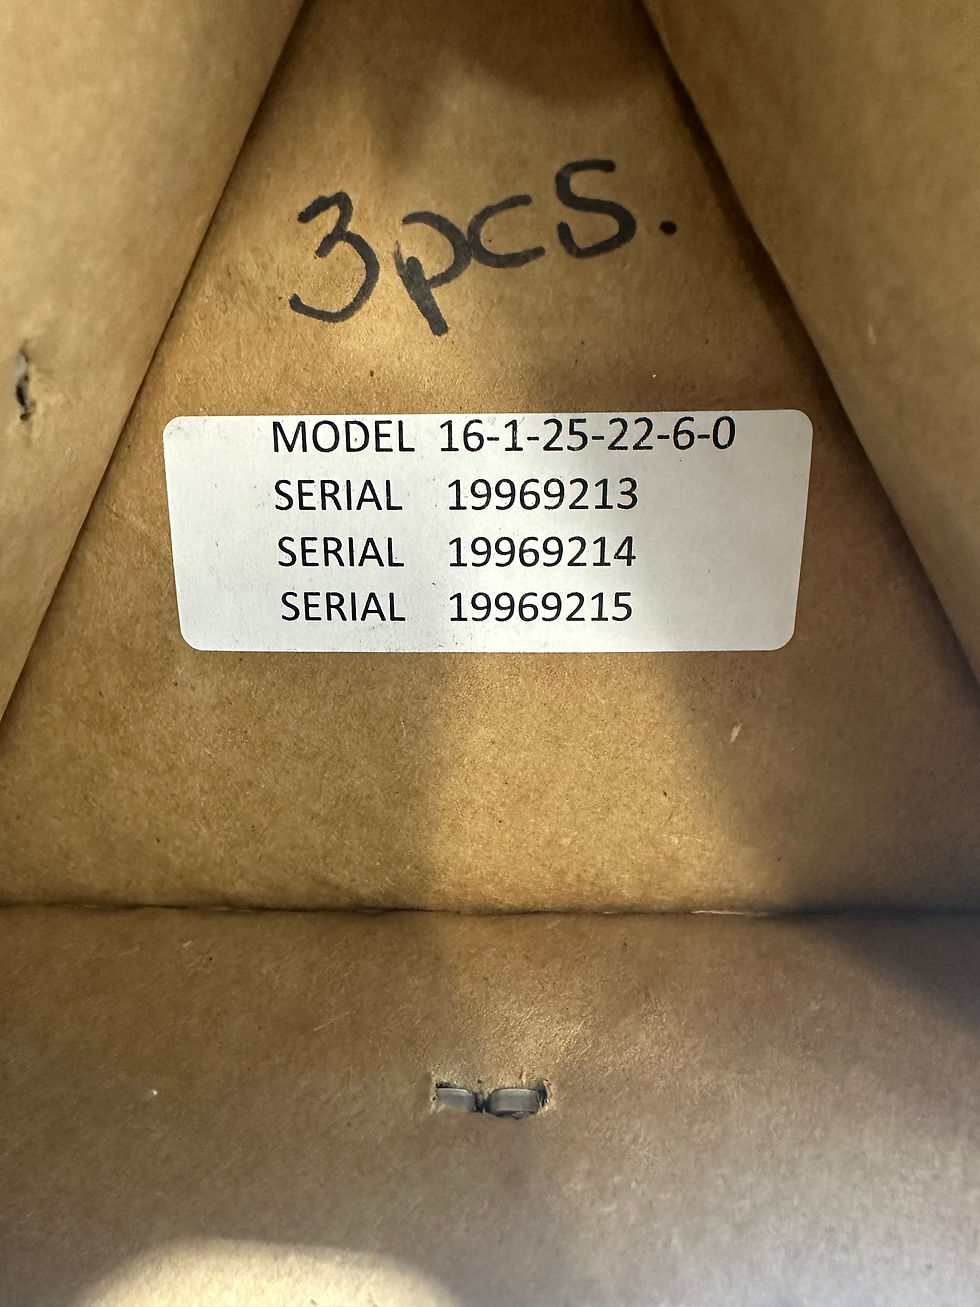 3pcs.
MODEL 16-1-25-22-6-0
SERIAL 19969213
SERIAL 19969214
SERIAL 19969215